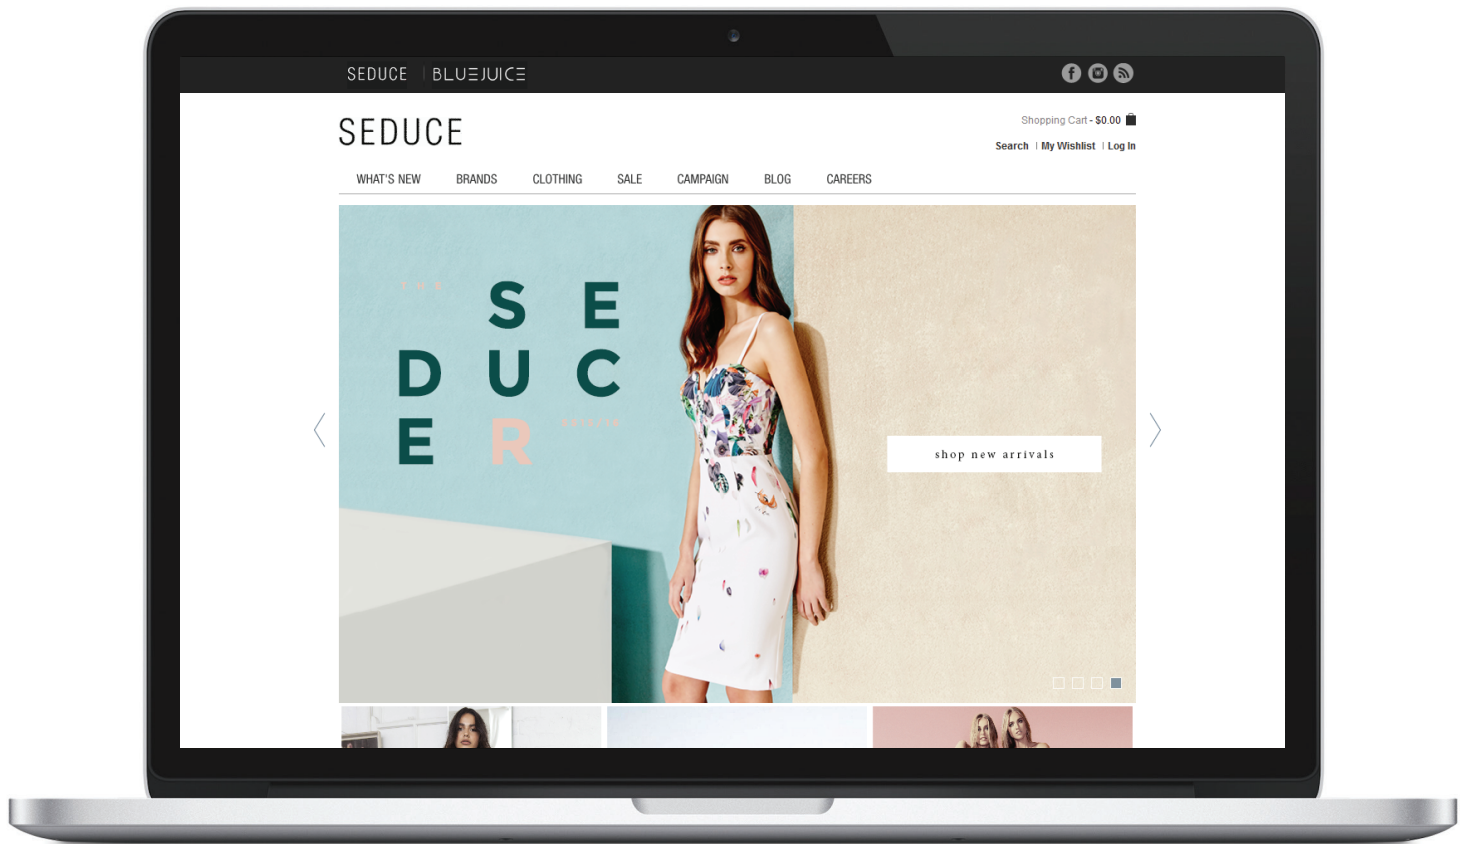 SEDUCE | BLUEJUICE
SEDUCE
Shopping Cart - $0.00
Search | My Wishlist | Log In
WHAT'S NEW BRANDS CLOTHING SALE CAMPAIGN BLOG CAREERS
THE
S E
D U C
E R
shop new arrivals